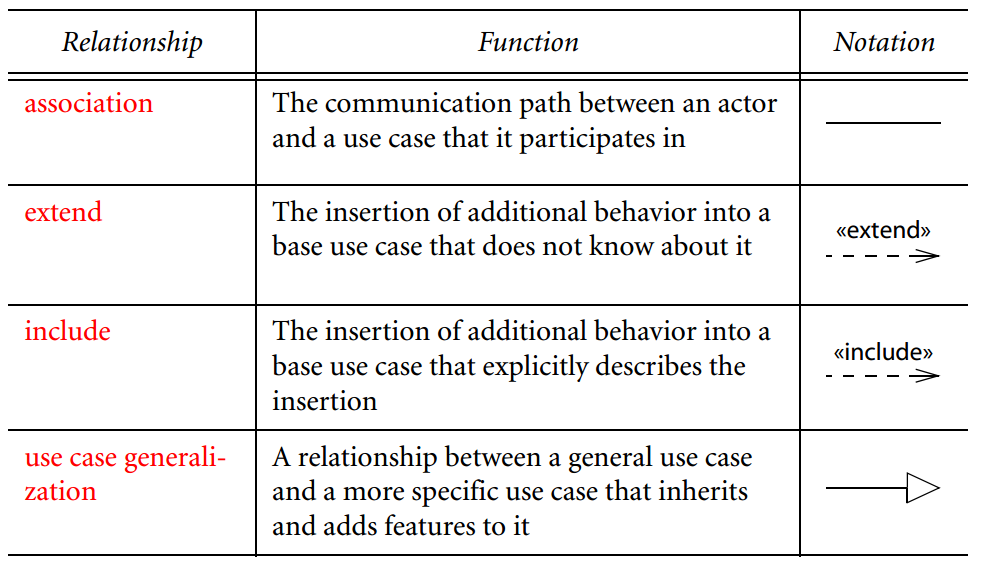 Relationship Function Notation
association
The communication path between an actor
and a use case that it participates in
extend
The insertion of additional behavior into a
base use case that does not know about it
«extend»
include
The insertion of additional behavior into a
base use case that explicitly describes the
insertion
«include»
use case generali-
zation
A relationship between a general use case
and a more specific use case that inherits
and adds features to it